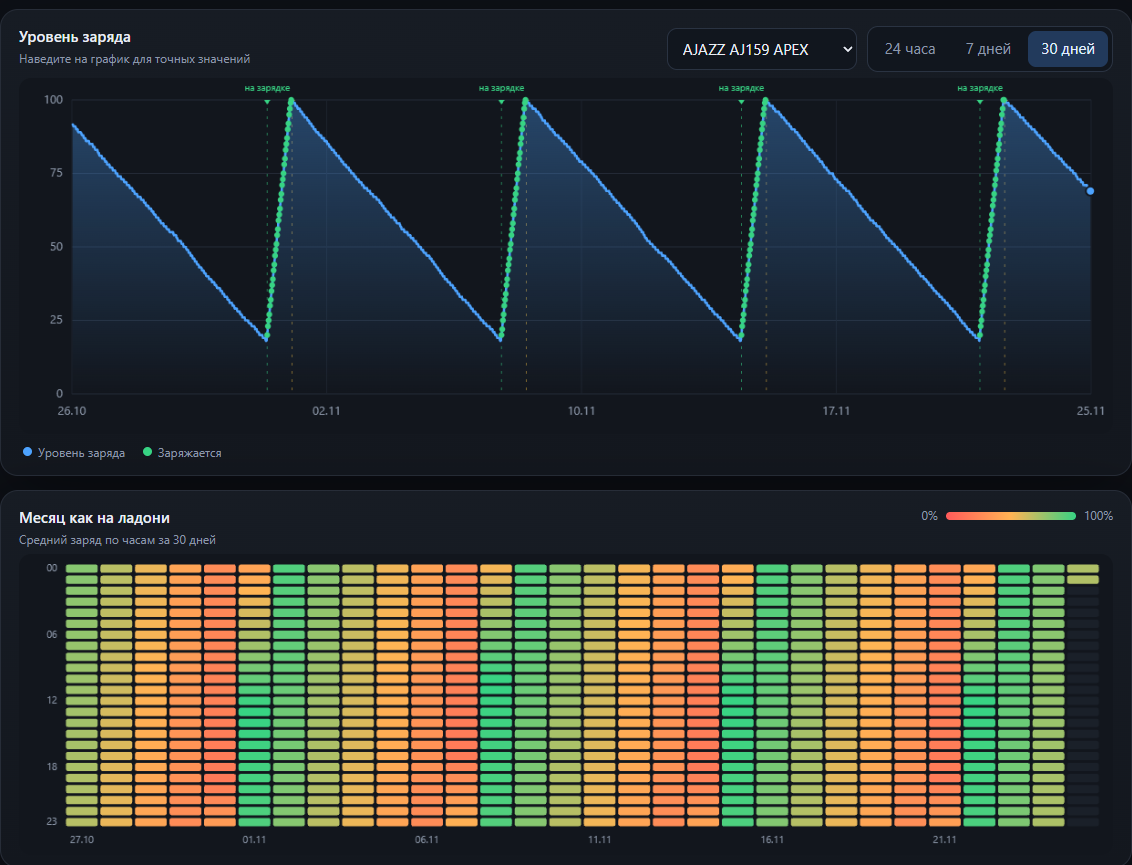 Уровень заряда
Наведите на график для точных значений
AJAZZ AJ159 APEX
24 часа
7 дней
30 дней
на зарядке
на зарядке
на зарядке
на зарядке
100
75
50
25
0
26.10
02.11
10.11
17.11
25.11
Уровень заряда
Заряжается
Месяц как на ладони
Средний заряд по часам за 30 дней
0%
100%
00
06
12
18
23
27.10
01.11
06.11
11.11
16.11
21.11